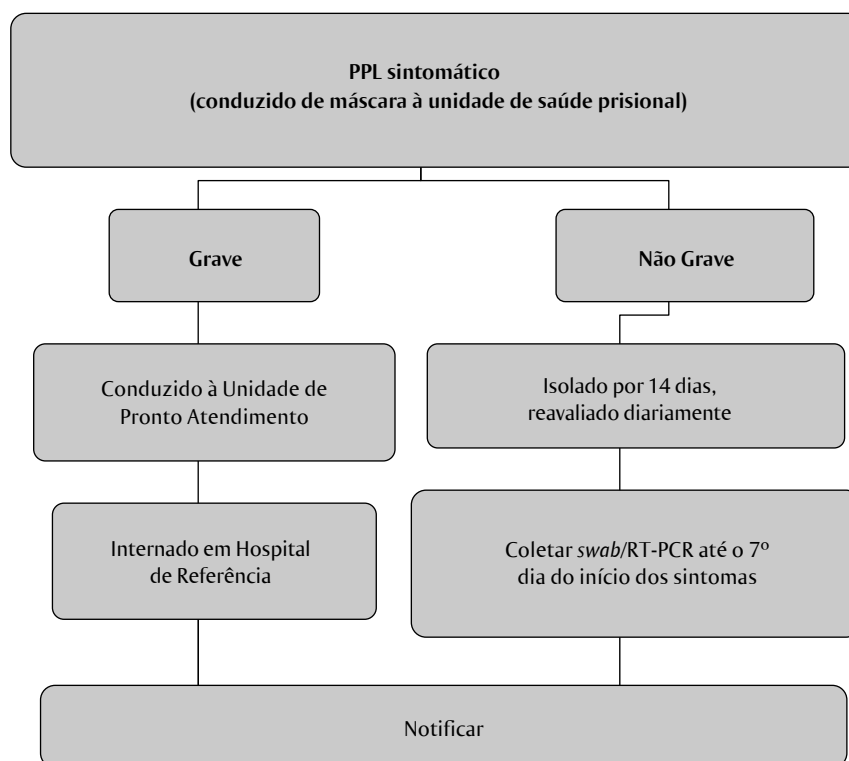 PPL sintomático
(conduzido de máscara à unidade de saúde prisional)
Grave
Não Grave
Conduzido à Unidade de
Pronto Atendimento
Isolado por 14 dias,
reavaliado diariamente
Internado em Hospital
de Referência
Coletar swab/RT-PCR até o 7º
dia do início dos sintomas
Notificar